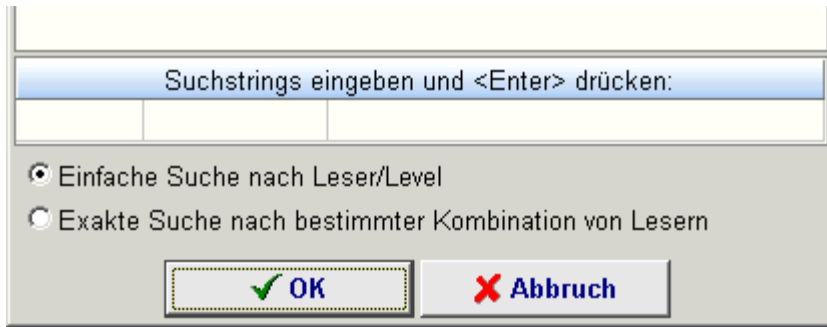 Suchstrings eingeben und <Enter> drücken:
Einfache Suche nach Leser/Level
Exakte Suche nach bestimmter Kombination von Lesern
OK Abbruch